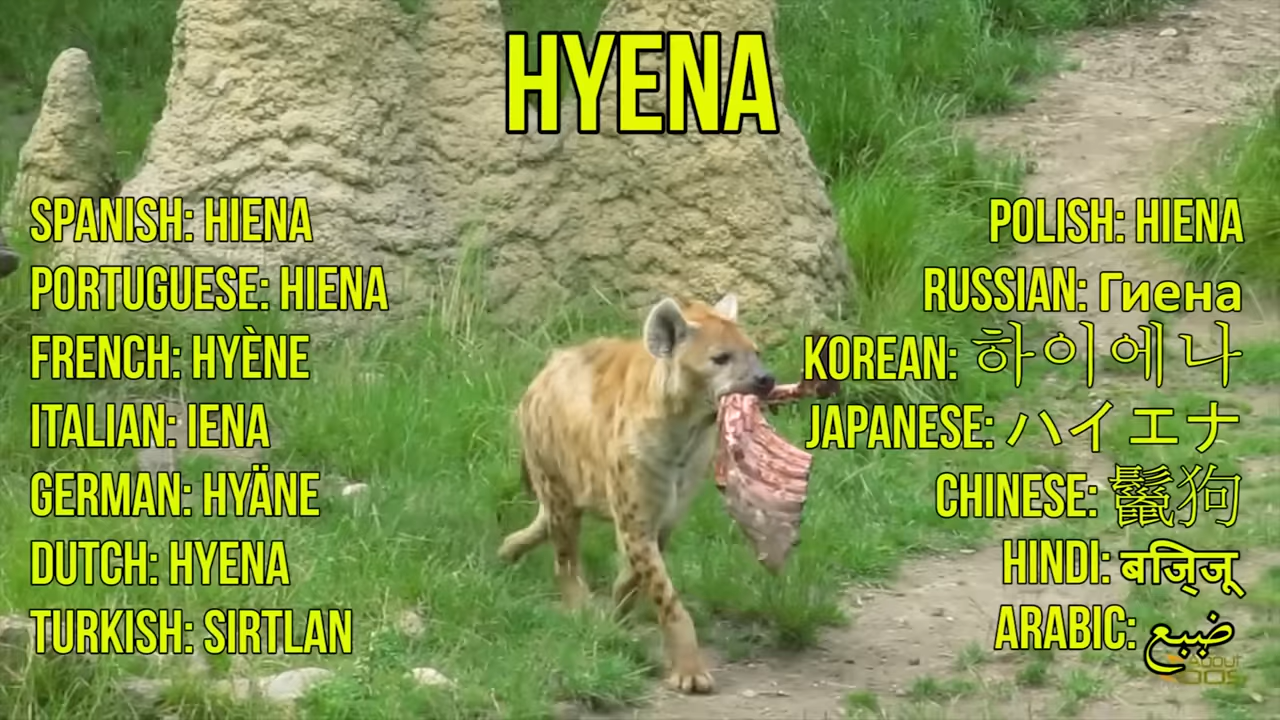 HYENA
SPANISH: HIENA
PORTUGUESE: HIENA
FRENCH: HYÈNE
ITALIAN: IENA
GERMAN: HYÄNE
DUTCH: HYENA
TURKISH: SIRTLAN
POLISH: HIENA
RUSSIAN: Гиена
KOREAN: 하이에나
JAPANESE: ハイエナ
CHINESE: 鬣狗
HINDI: बजि्जू
ARABIC: ضبع